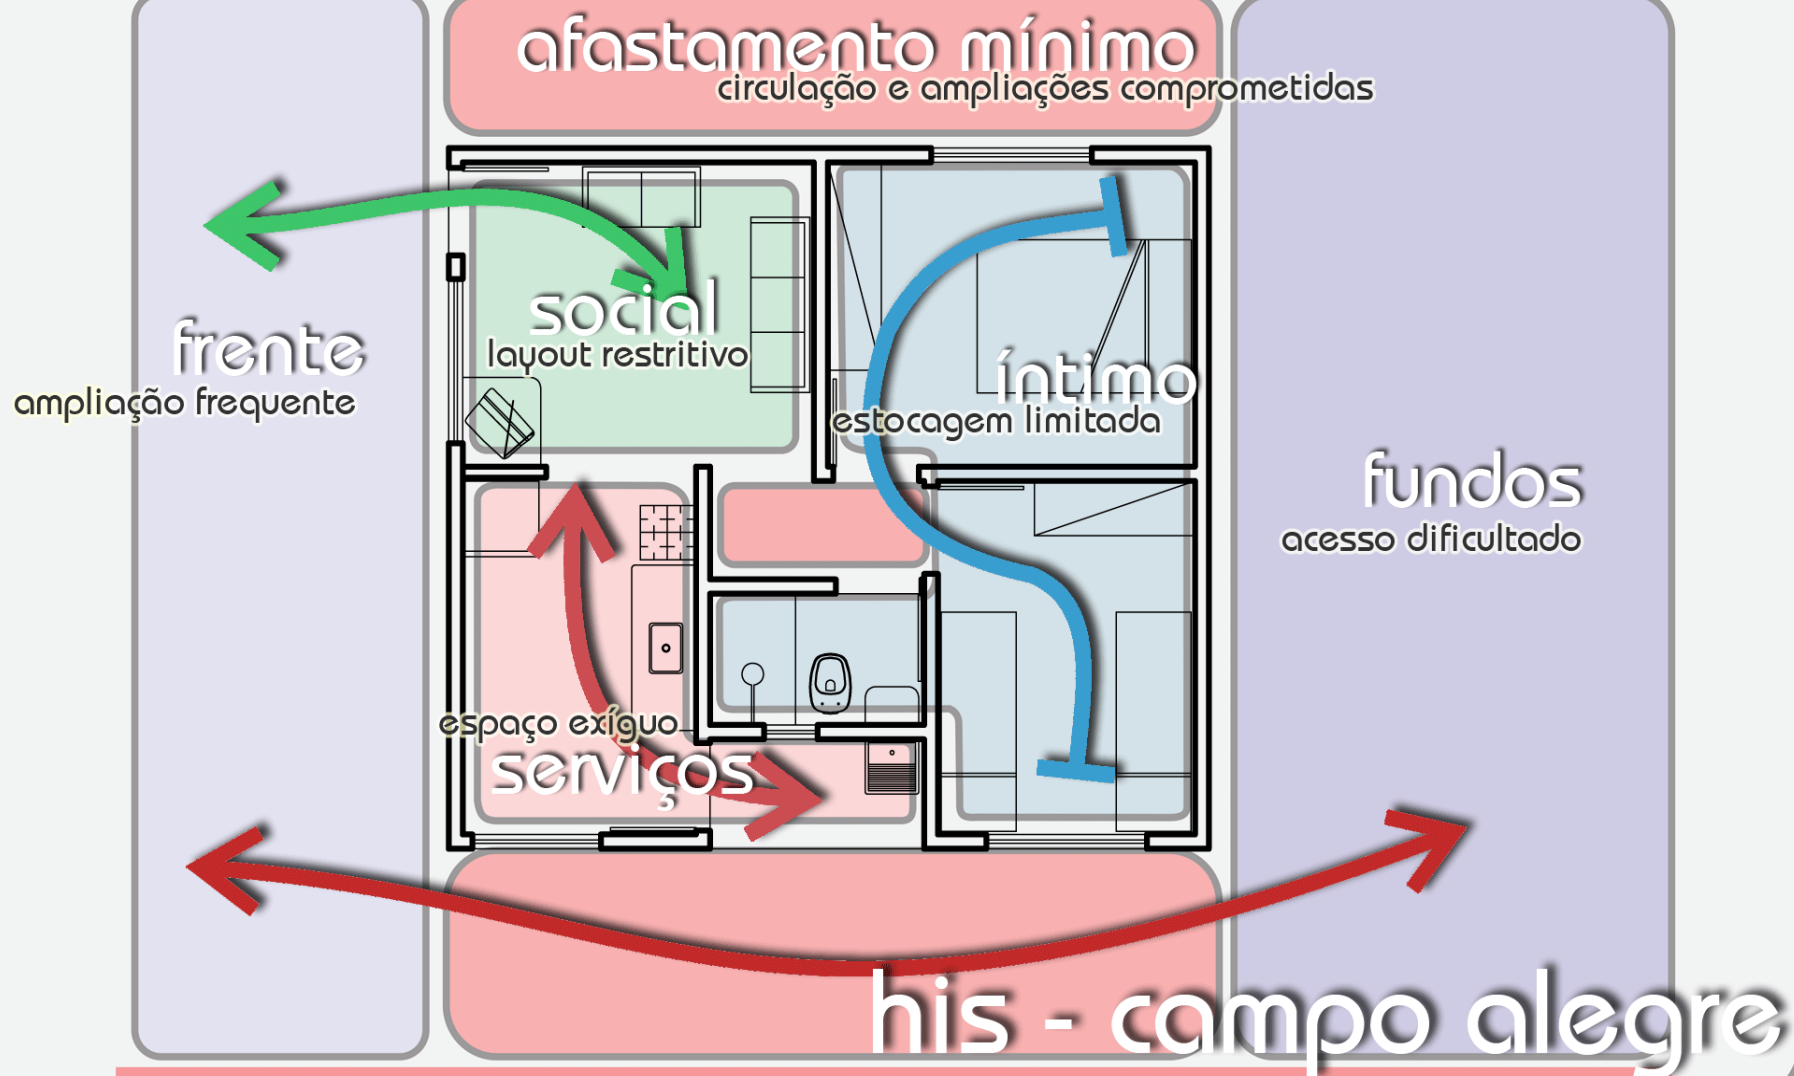 afastamento mínimo
circulação e ampliações comprometidas
social
layout restritivo
frente
ampliação frequente
íntimo
estocagem limitada
fundos
acesso dificultado
espaço exíguo
serviços
his - campo alegre